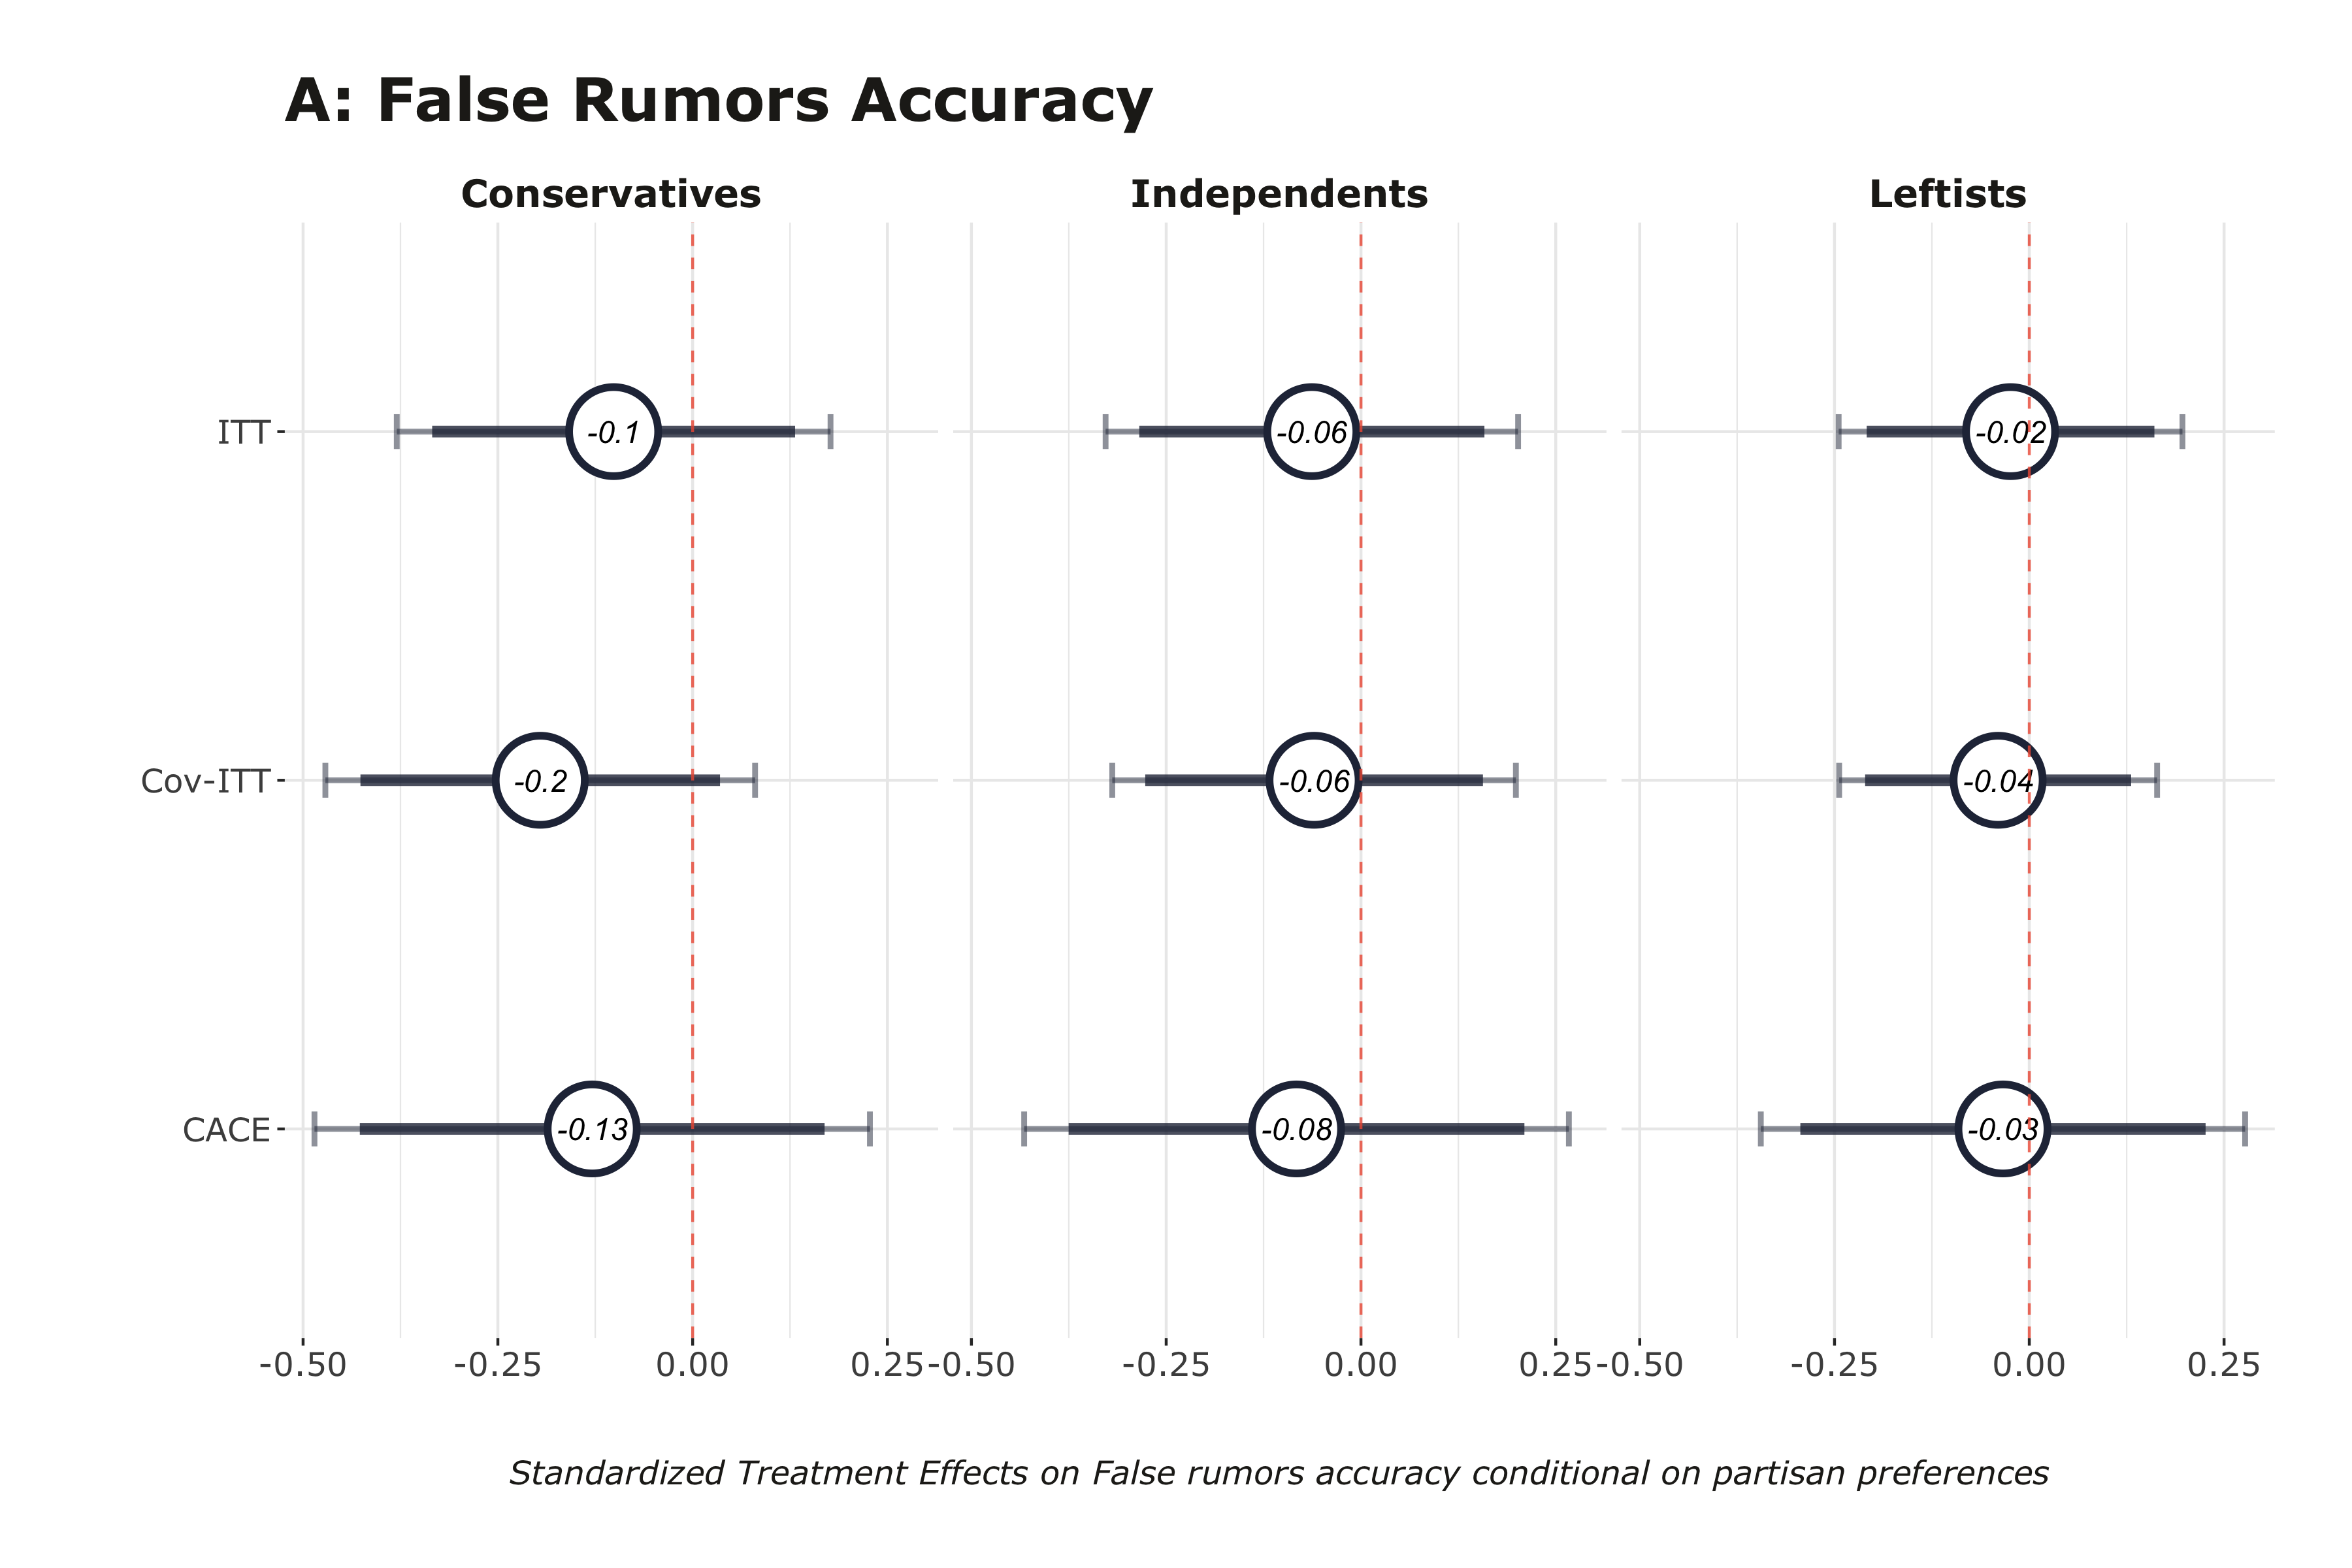 A: False Rumors Accuracy
Conservatives Independents Leftists
ITT -0.1 -0.06 -0.02
Cov-ITT -0.2 -0.06 -0.04
CACE -0.13 -0.08 -0.03
-0.50 -0.25 0.00 0.25 -0.50 -0.25 0.00 0.25 -0.50 -0.25 0.00 0.25
Standardized Treatment Effects on False rumors accuracy conditional on partisan preferences